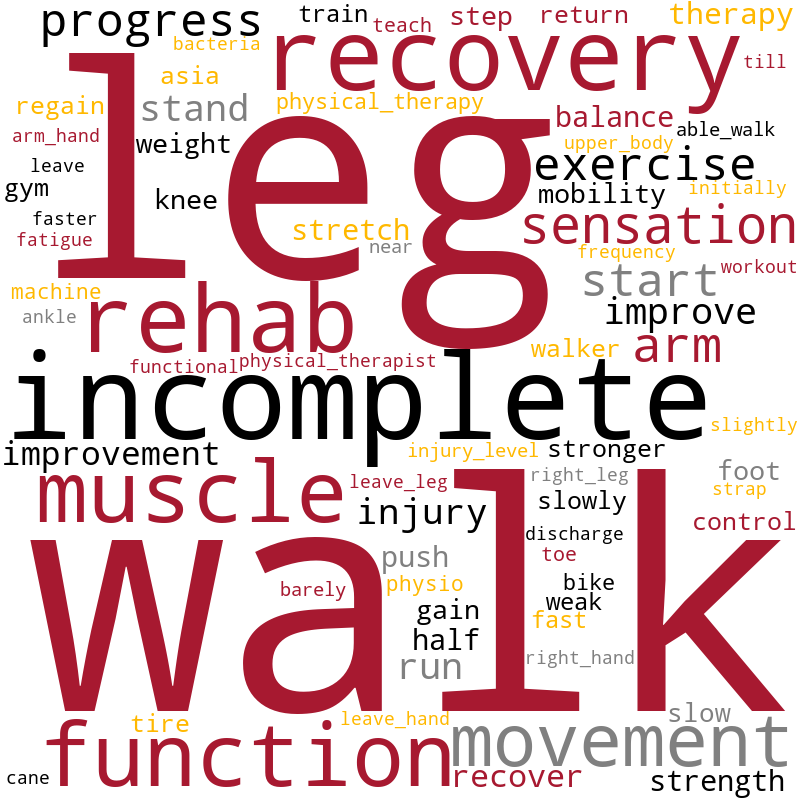 progress
train
teach
step
return
therapy
bacteria
recovery
till
asia
leg
regain
stand
physical_therapy
balance
able_walk
arm_hand
weight
upper_body
leave
exercise
gym
knee
mobility
initially
faster
stretch
sensation
fatigue
near
frequency
machine
start
workout
ankle
rehab
improve
functional
physical_therapist
walker
arm
incomplete
slightly
improvement
injury_level
stronger
muscle
leave_leg
right_leg
foot
injury
slowly
strap
walk
discharge
control
push
toe
barely
physio
bike
gain
weak
half
fast
run
right_hand
tire
leave_hand
slow
function
movement
cane
recover
strength